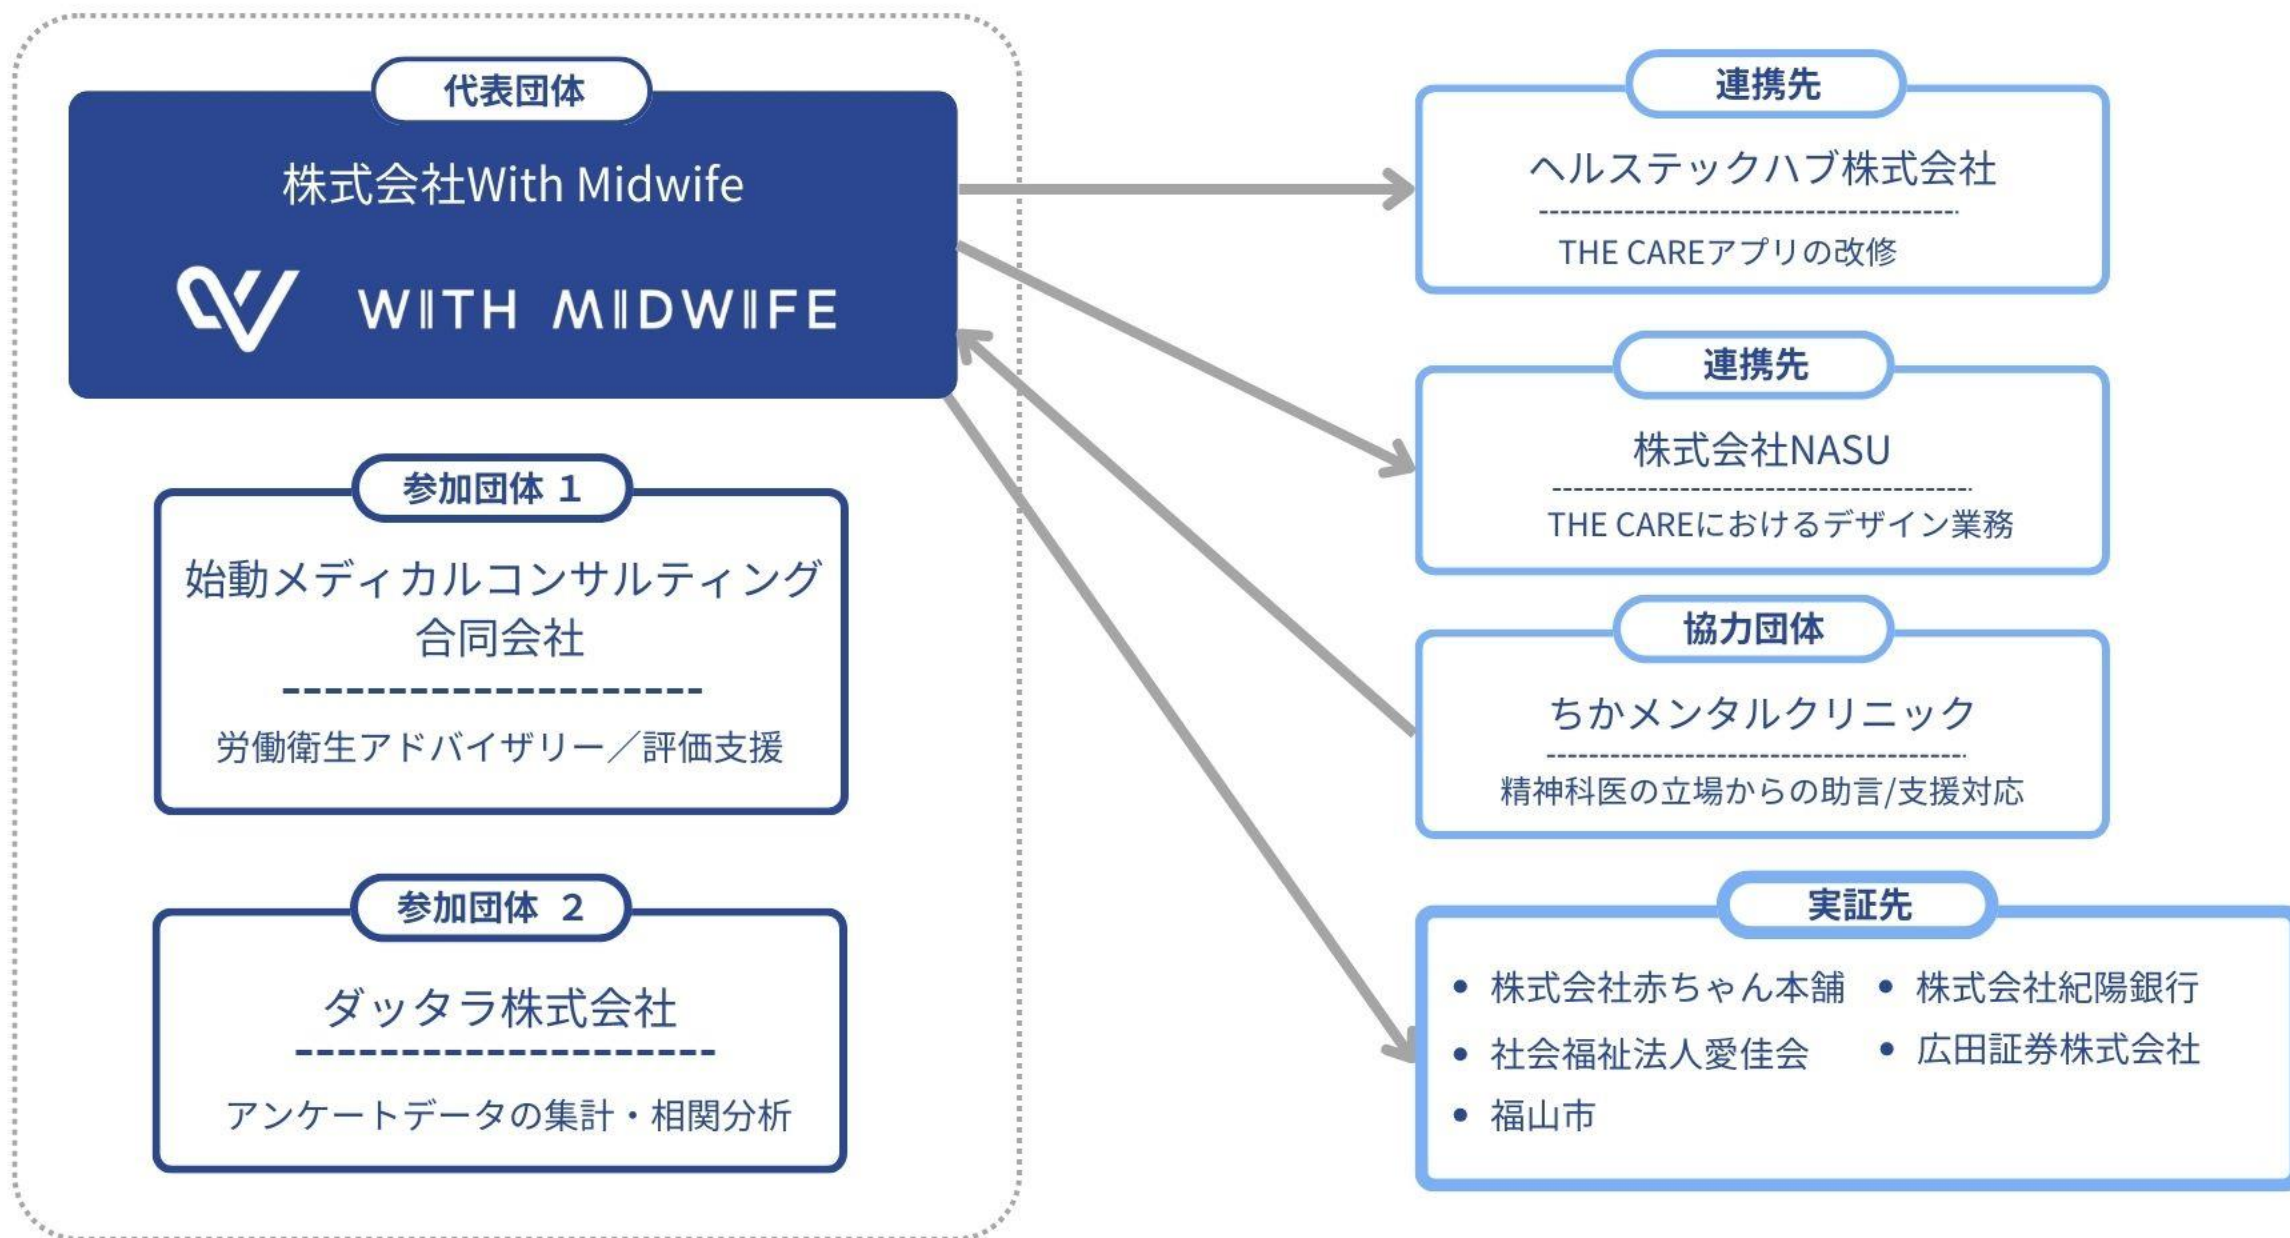 代表団体
株式会社With Midwife
WITH MIDWIFE
参加団体 1
始動メディカルコンサルティング
合同会社
労働衛生アドバイザリー／評価支援
参加団体 2
ダッタラ株式会社
アンケートデータの集計・相関分析
連携先
ヘルステックハブ株式会社
THE CAREアプリの改修
連携先
株式会社NASU
THE CAREにおけるデザイン業務
協力団体
ちかメンタルクリニック
精神科医の立場からの助言/支援対応
実証先
• 株式会社赤ちゃん本舗
• 社会福祉法人愛佳会
• 福山市
• 株式会社紀陽銀行
• 広田証券株式会社